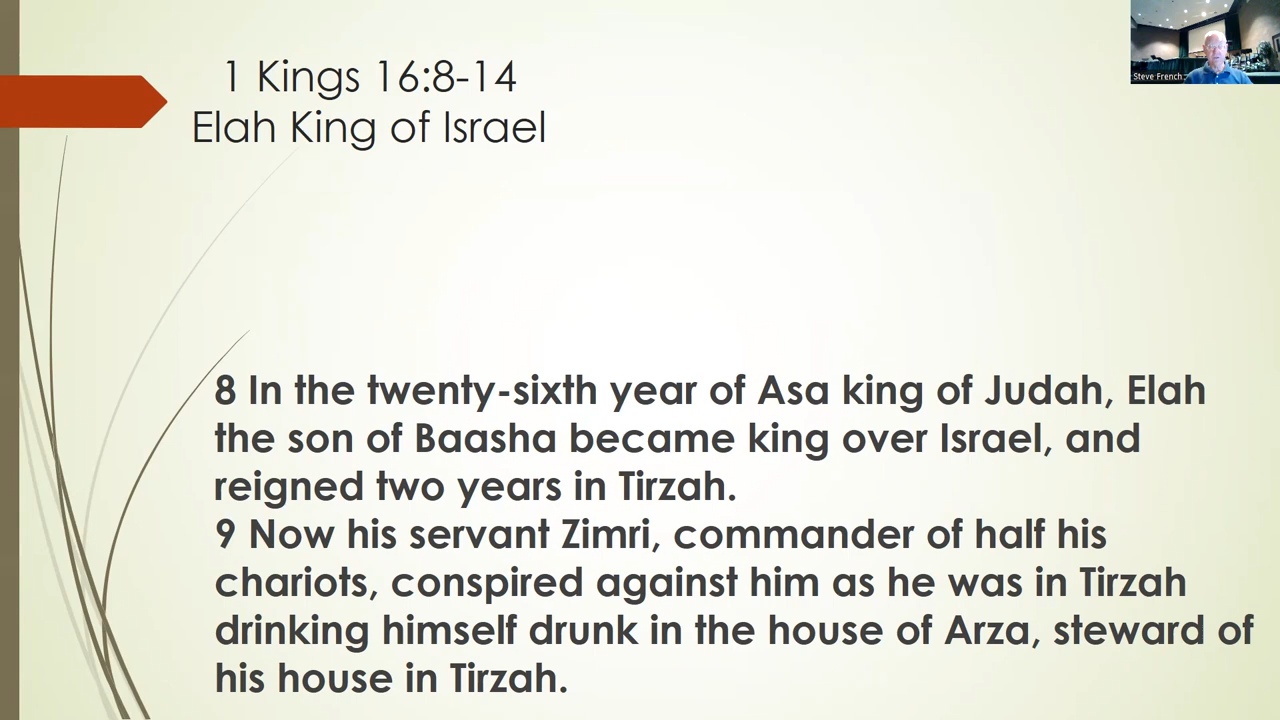 1 Kings 16:8-14
Elah King of Israel
Steve French
8 In the twenty-sixth year of Asa king of Judah, Elah
the son of Baasha became king over Israel, and
reigned two years in Tirzah.
9 Now his servant Zimri, commander of half his
chariots, conspired against him as he was in Tirzah
drinking himself drunk in the house of Arza, steward of
his house in Tirzah.